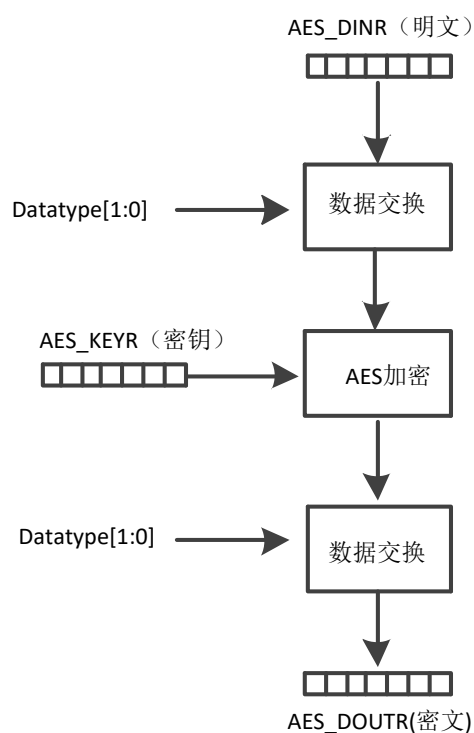 AES_DINR（明文）
数据交换
Datatype[1:0]
AES_KEYR（密钥）
AES加密
Datatype[1:0]
数据交换
AES_DOUTR(密文)